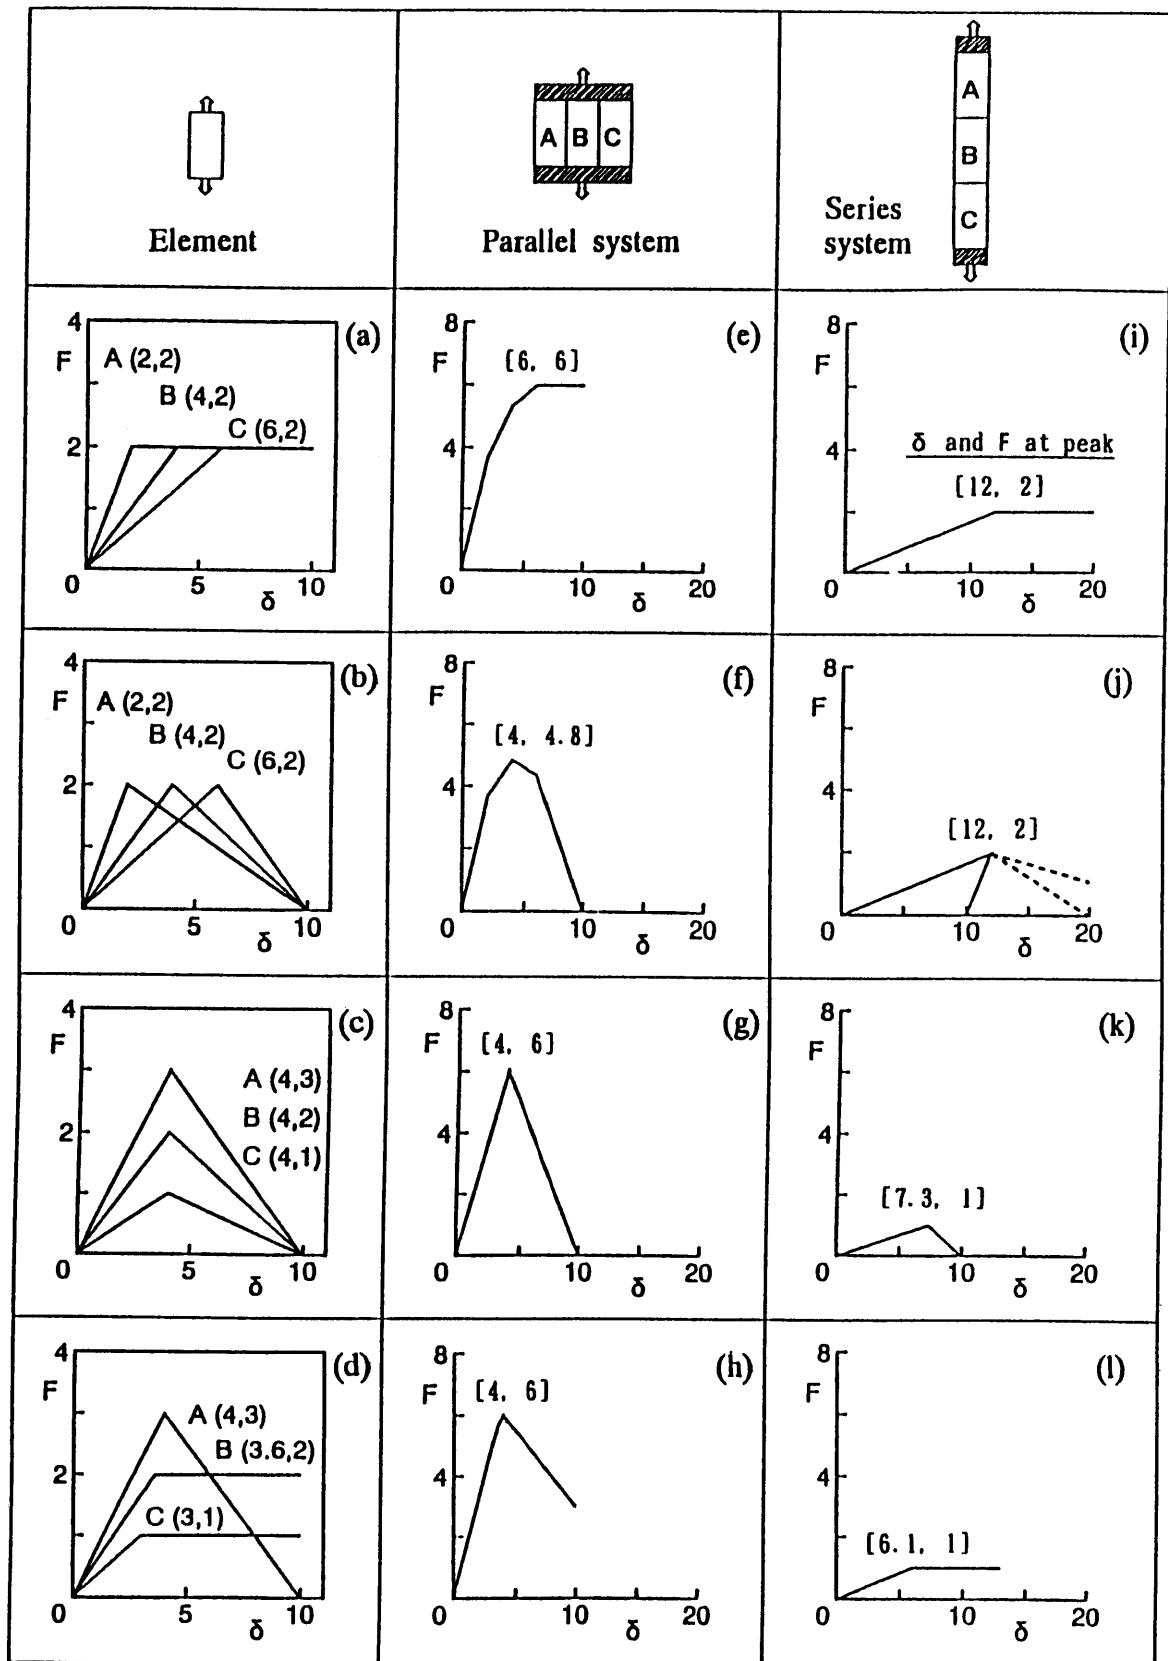 A
B
C
A B C
Element
Parallel system
Series
system
4
F
2
0
5
10
δ
A (2,2)
B (4,2)
C (6,2)
(a)
8
F
4
0
10
20
δ
[6, 6]
(e)
8
F
4
0
10
20
δ
δ and F at peak
[12, 2]
(i)
4
F
2
0
5
10
δ
A (2,2)
B (4,2)
C (6,2)
(b)
8
F
4
0
10
20
δ
[4, 4.8]
(f)
8
F
4
0
10
20
δ
[12, 2]
(j)
4
F
2
0
5
10
δ
A (4,3)
B (4,2)
C (4,1)
(c)
8
F
4
0
10
20
δ
[4, 6]
(g)
8
F
4
0
10
20
δ
[7.3, 1]
(k)
4
F
2
0
5
10
δ
A (4,3)
B (3.6,2)
C (3,1)
(d)
8
F
4
0
10
20
δ
[4, 6]
(h)
8
F
4
0
10
20
δ
[6.1, 1]
(l)